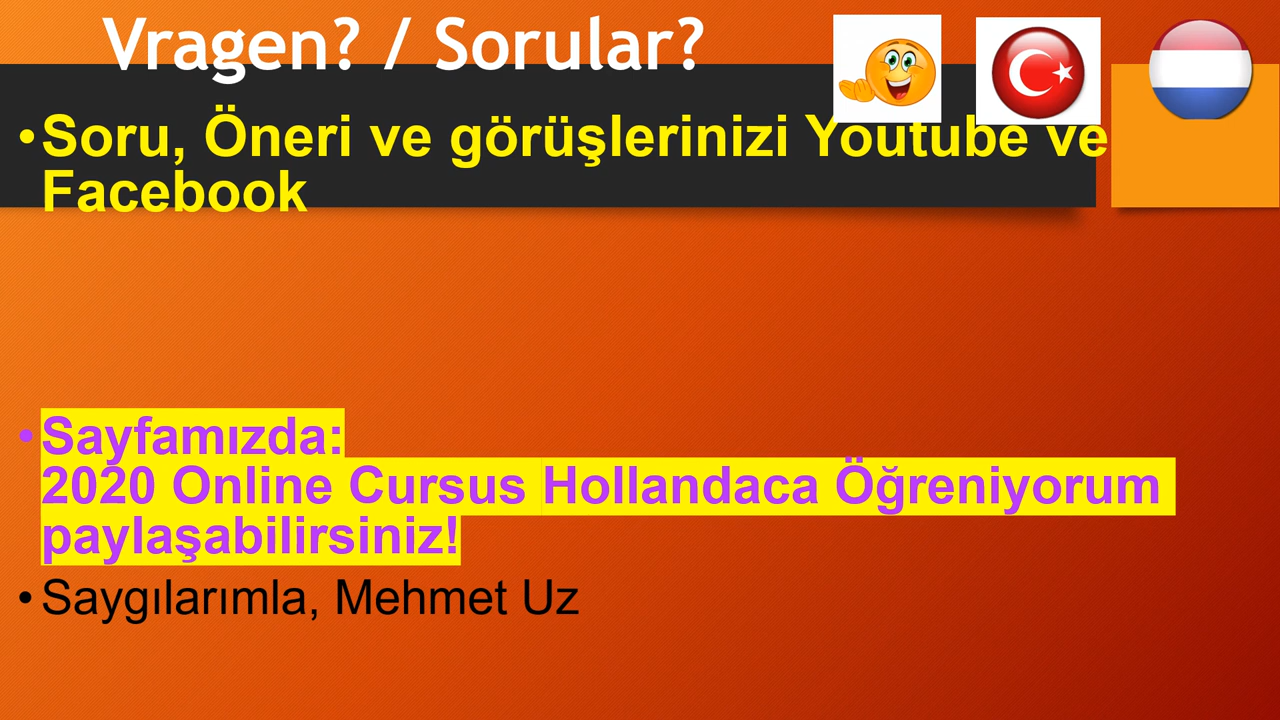 Vragen? / Sorular?
•Soru, Öneri ve görüşlerinizi Youtube ve
Facebook
•Sayfamızda:
2020 Online Cursus Hollandaca Öğreniyorum
paylaşabilirsiniz!
•Saygılarımla, Mehmet Uz